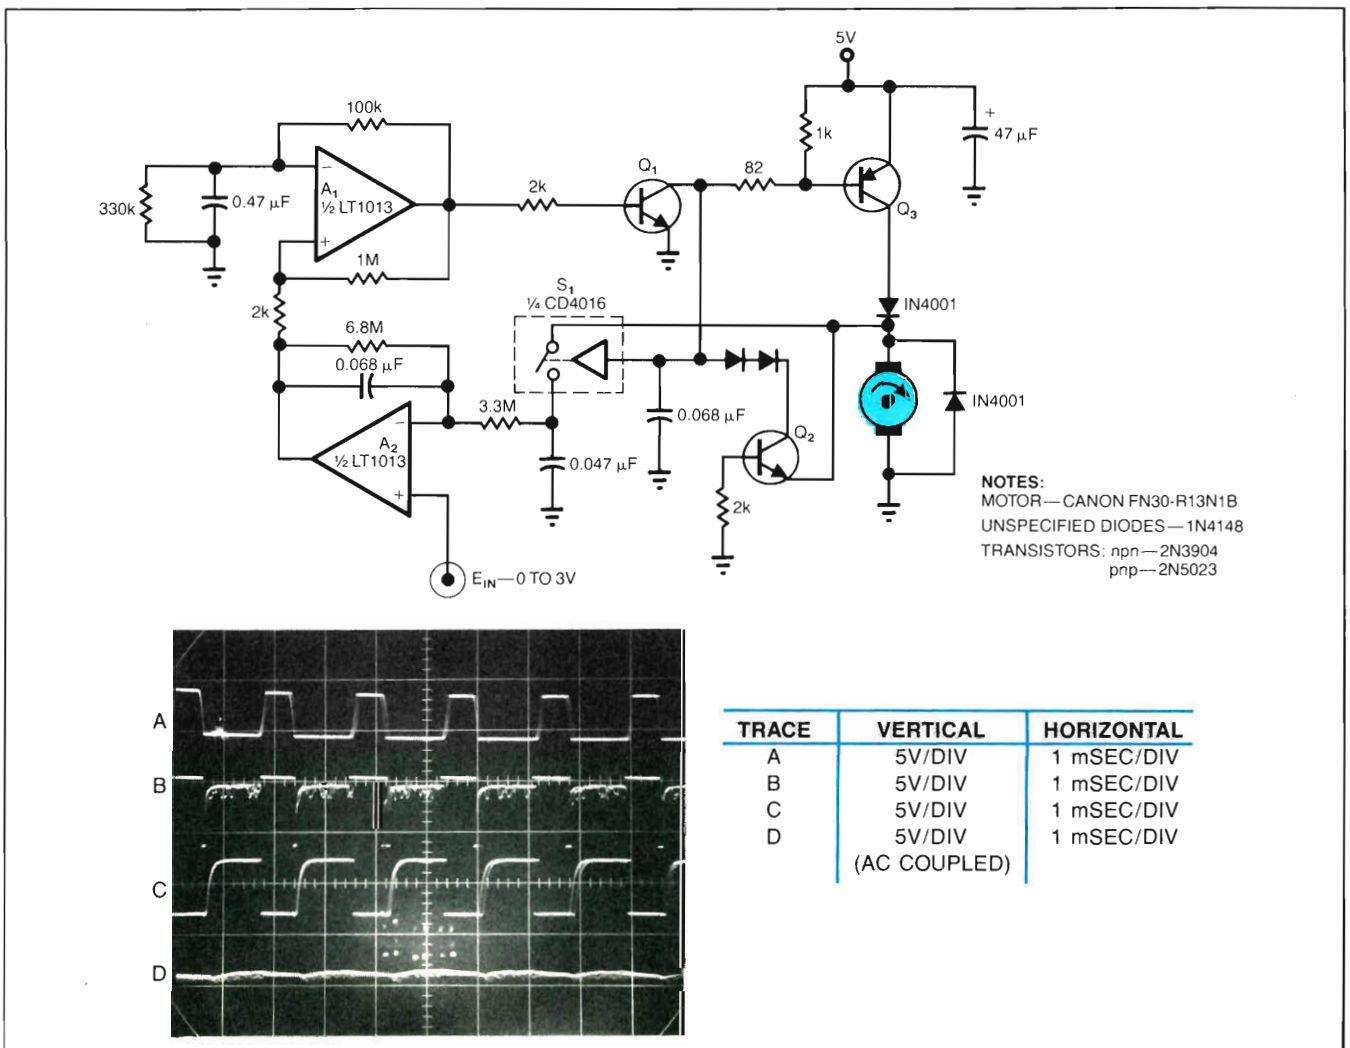 5V
100k
1k
+
47 µF
Q1
82
2k
Q3
330k
0.47 µF
−
A1
½ LT1013
+
1M
2k
S1
¼ CD4016
IN4001
6.8M
0.068 µF
3.3M
0.068 µF
IN4001
−
A2
½ LT1013
+
0.047 µF
Q2
2k
EIN—0 TO 3V
NOTES:
MOTOR—CANON FN30-R13N1B
UNSPECIFIED DIODES—1N4148
TRANSISTORS: npn—2N3904
pnp—2N5023
A
B
C
D
TRACE VERTICAL HORIZONTAL
A 5V/DIV 1 mSEC/DIV
B 5V/DIV 1 mSEC/DIV
C 5V/DIV 1 mSEC/DIV
D 5V/DIV 1 mSEC/DIV
(AC COUPLED)